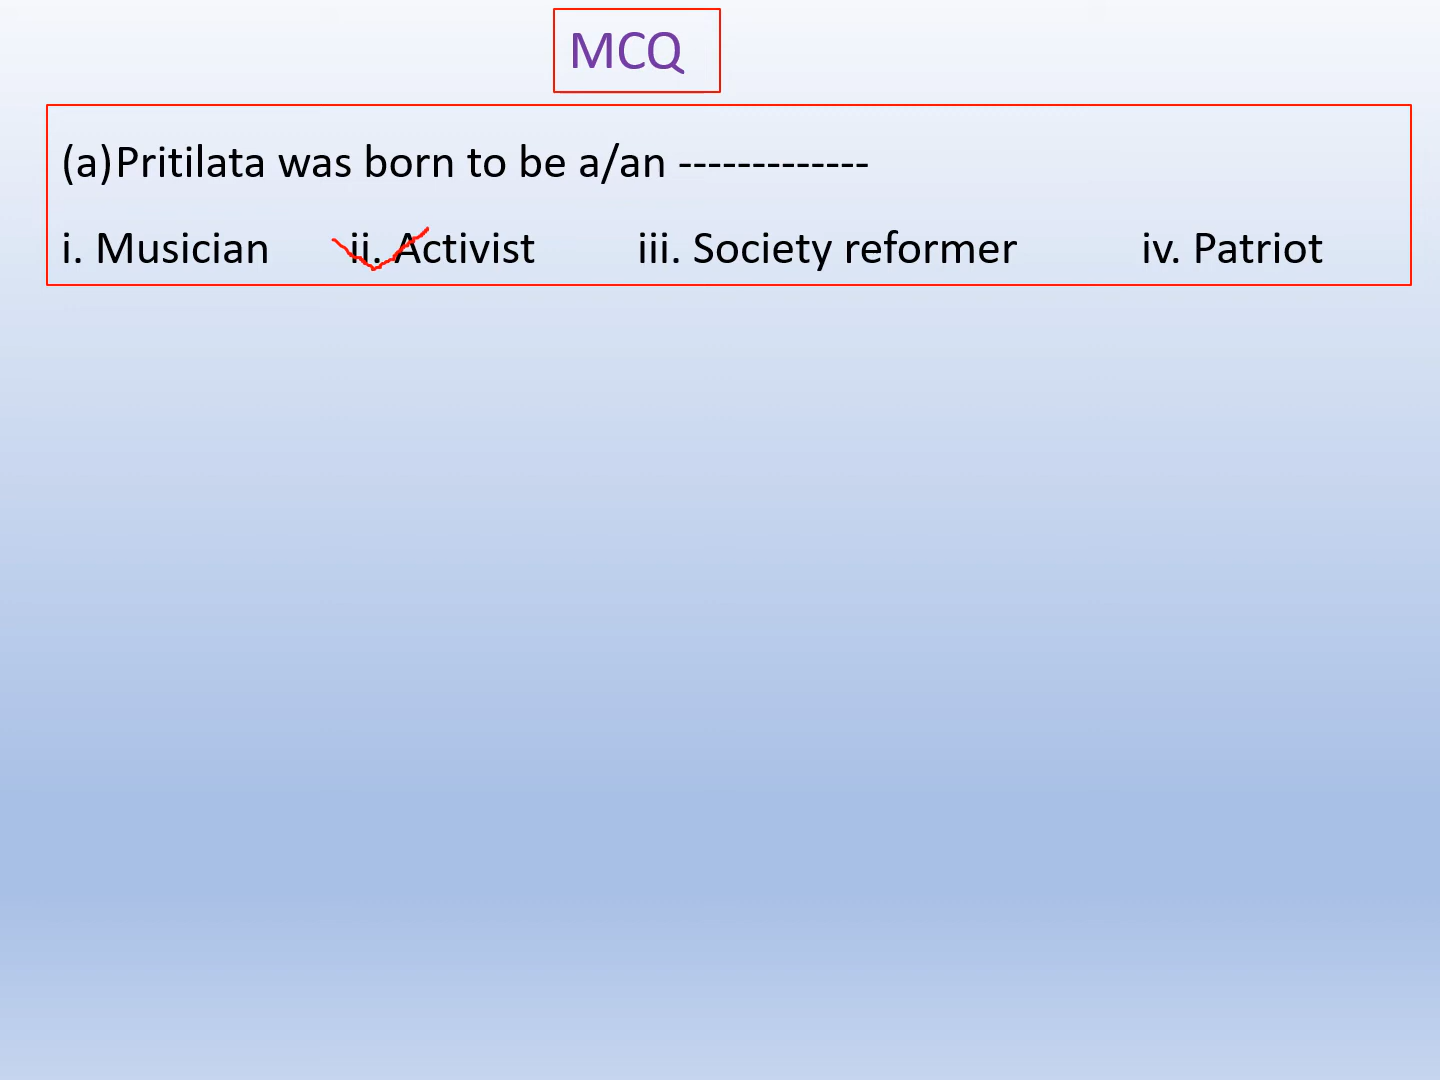 MCQ
(a)Pritilata was born to be a/an -------------
i. Musician ii. Activist iii. Society reformer iv. Patriot